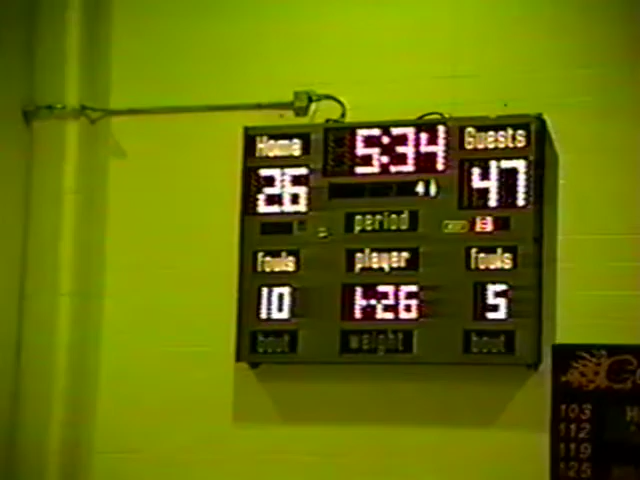 Home 5:34 Guests
26 4 47
period
fouls player fouls
10 1-26 5
bout weight bout
103 H
112
119
125